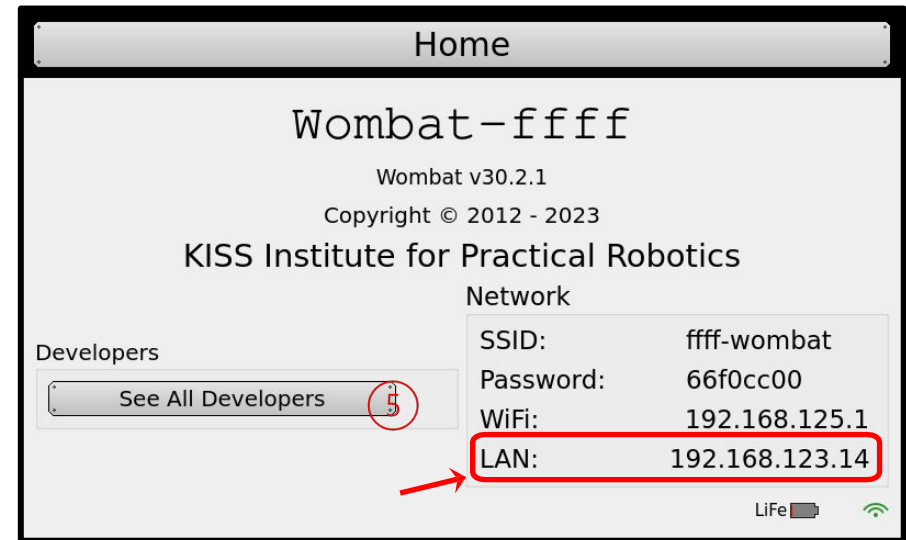 Home
Wombat-ffff
Wombat v30.2.1
Copyright © 2012 - 2023
KISS Institute for Practical Robotics
Network
SSID: ffff-wombat
Developers
Password: 66f0cc00
See All Developers 5
WiFi: 192.168.125.1
LAN: 192.168.123.14
LiFe